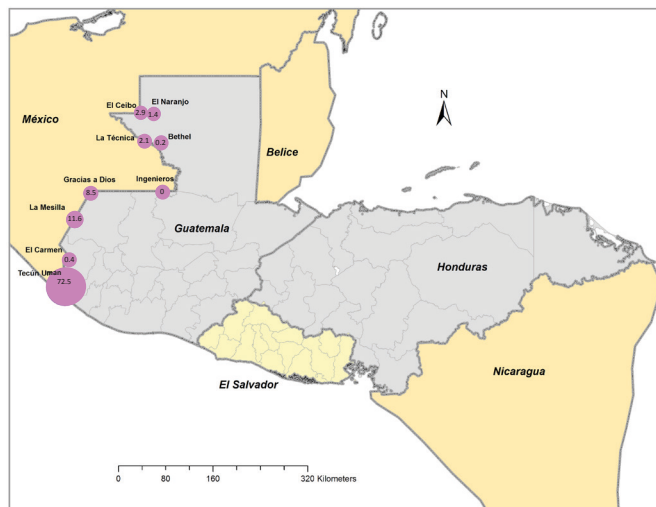 El Ceibo
El Naranjo
2.9
1.4
México
La Técnica
Bethel
2.1
0.2
Belice
Gracias a Dios
Ingenieros
8.5
0
La Mesilla
11.6
Guatemala
El Carmen
0.4
Tecún Uman
72.5
Honduras
El Salvador
Nicaragua
N
0 80 160 320 Kilometers